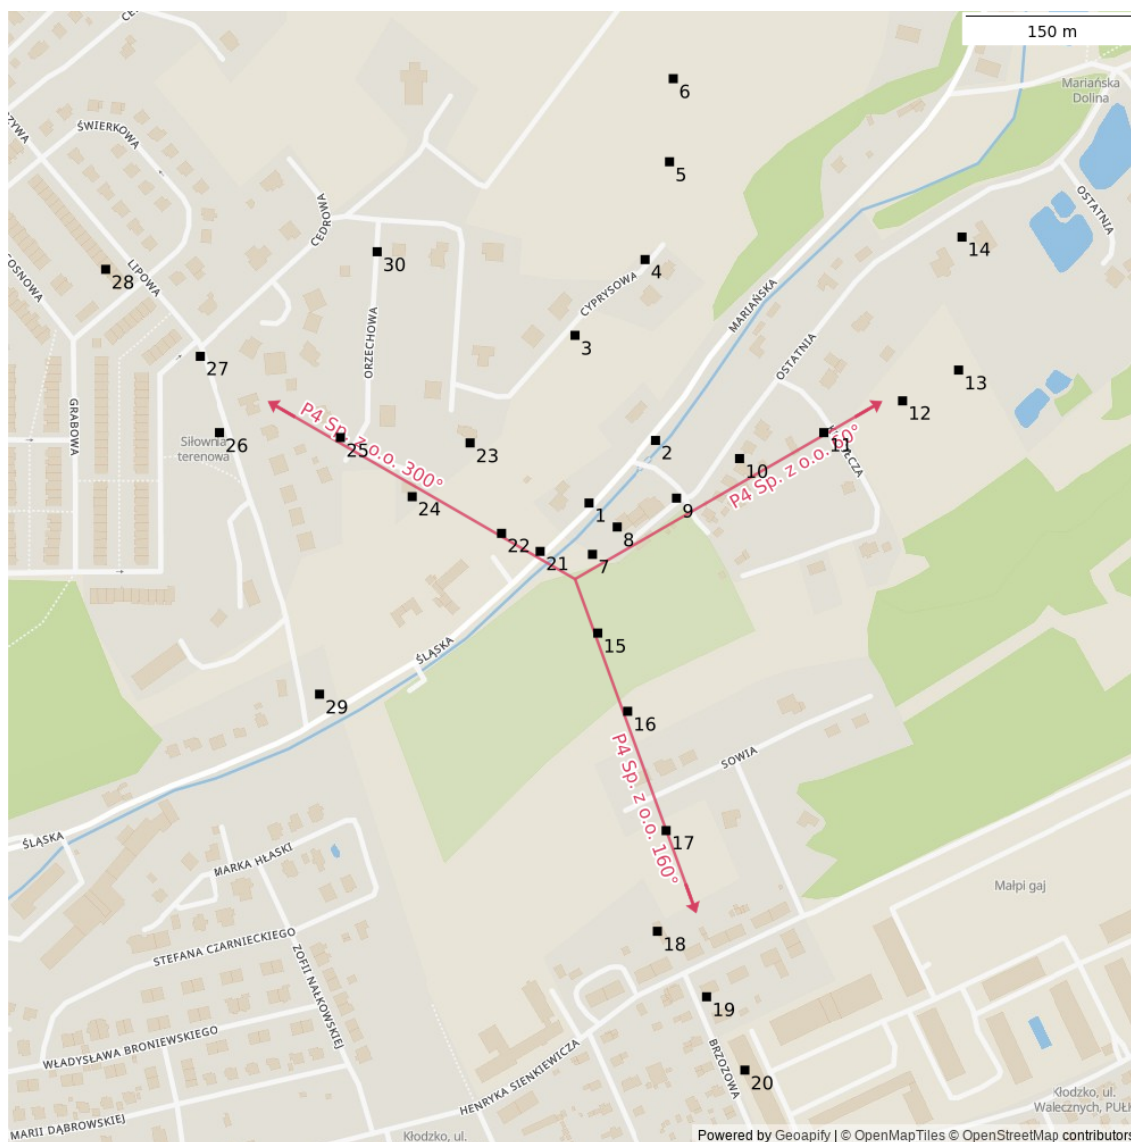 150 m
Mariańska
Dolina
ŚWIERKOWA
6
5
OSTATNIA
CEDROWA
14
30
4
28
LIPOWA
CYPRYSOWA
MARIAŃSKA
3
ORZECHOWA
OSTATNIA
27
13
12
GRABOWA
P4 Sp. z o.o. 300°
P4 Sp. z o.o. 60°
Siłownia
terenowa
26
25
23
2
11
10
24
9
1
8
22
21
7
15
ŚLĄSKA
29
16
P4 Sp. z o.o. 160°
SOWIA
17
ŚLĄSKA
MARKA HŁASKI
Małpi gaj
STEFANA CZARNIECKIEGO
18
ZOFII NAŁKOWSKIEJ
19
WŁADYSŁAWA BRONIEWSKIEGO
HENRYKA SIENKIEWICZA
BRZOZOWA
20
MARII DĄBROWSKIEJ
Kłodzko, ul.
Kłodzko, ul.
Walecznych, PUŁK
Powered by Geoapify | © OpenMapTiles © OpenStreetMap contributors